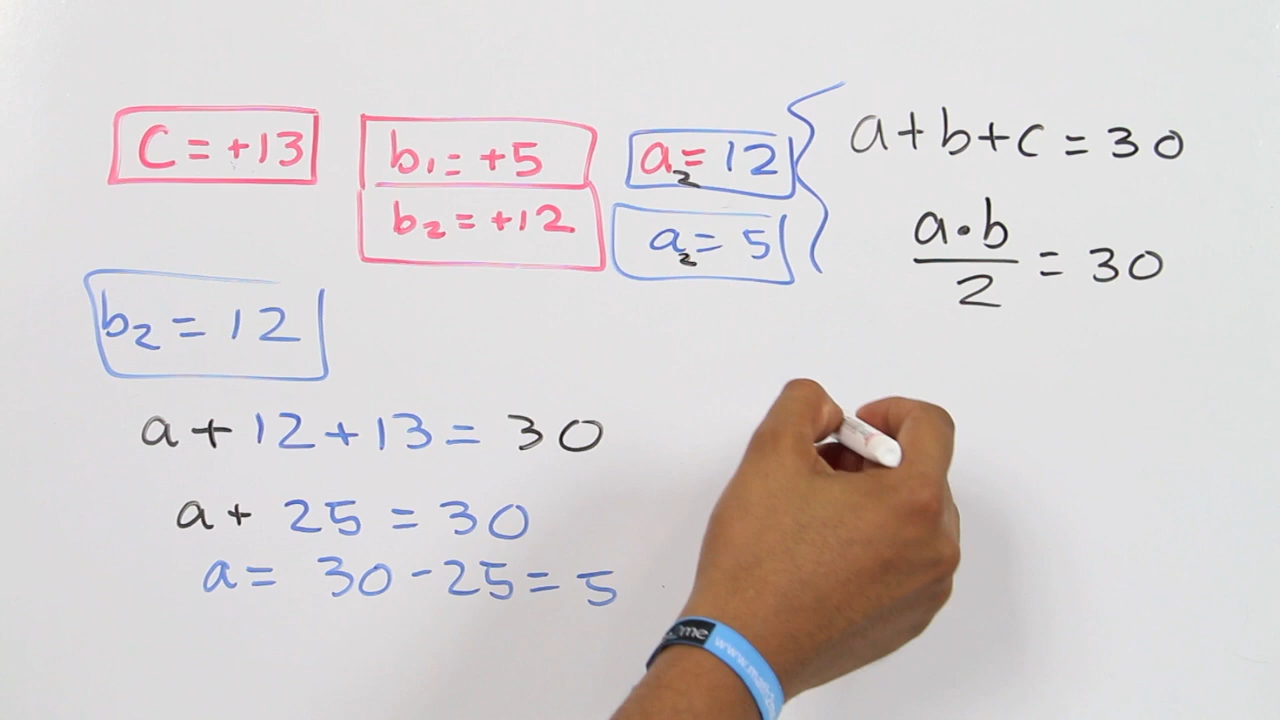 C = +13
b₁ = +5
b₂ = +12
a₂ = 12
a₂ = 5
a + b + c = 30
a • b / 2 = 30
b₂ = 12
a + 12 + 13 = 30
a + 25 = 30
a = 30 - 25 = 5